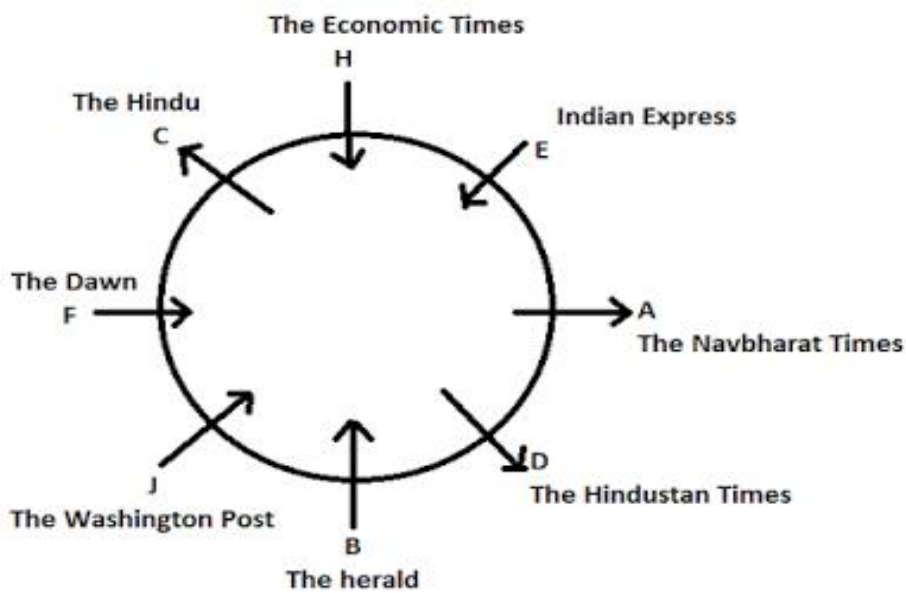 The Economic Times
H
The Hindu
C
Indian Express
E
The Dawn
F
A
The Navbharat Times
D
The Hindustan Times
J
The Washington Post
B
The herald